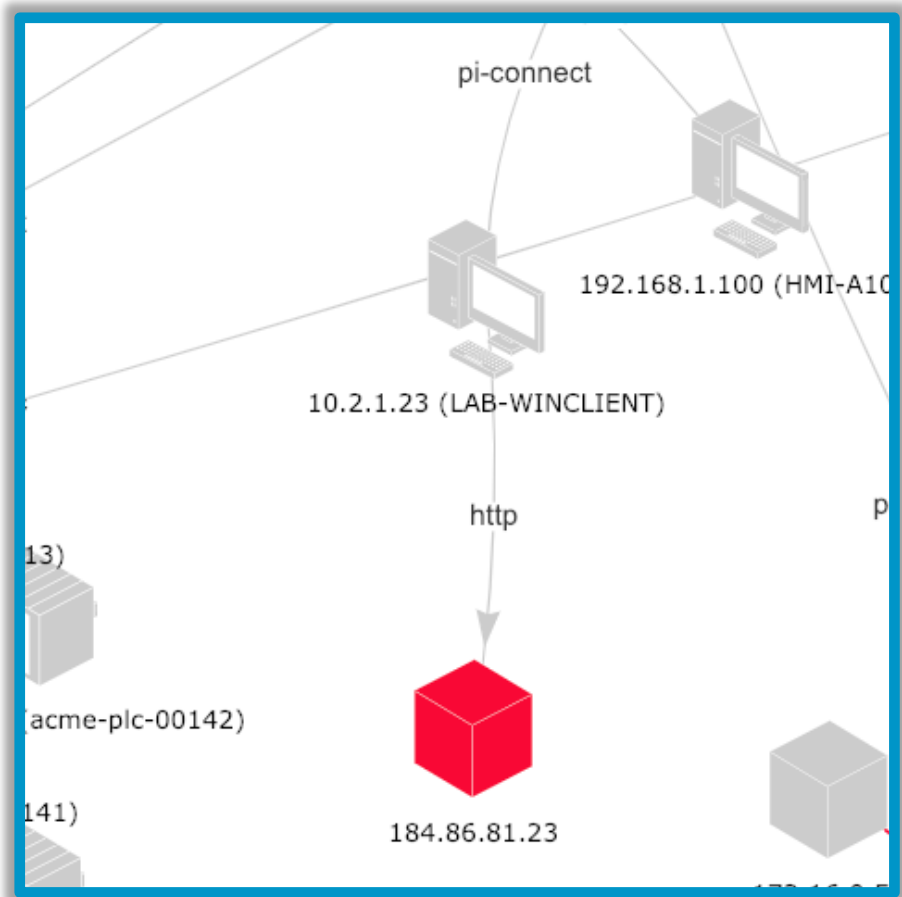 pi-connect
192.168.1.100 (HMI-A10
10.2.1.23 (LAB-WINCLIENT)
http
p
13)
(acme-plc-00142)
141)
184.86.81.23